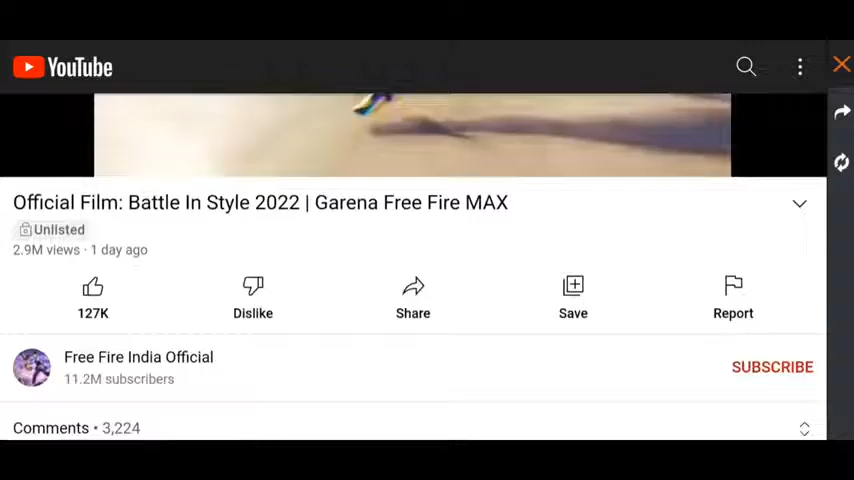 YouTube
Official Film: Battle In Style 2022 | Garena Free Fire MAX
Unlisted
2.9M views · 1 day ago
127K Dislike Share Save Report
Free Fire India Official
11.2M subscribers
SUBSCRIBE
Comments • 3,224